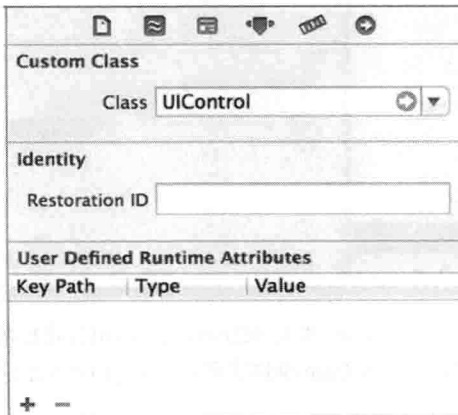 Custom Class
Class UIControl
Identity
Restoration ID
User Defined Runtime Attributes
Key Path Type Value